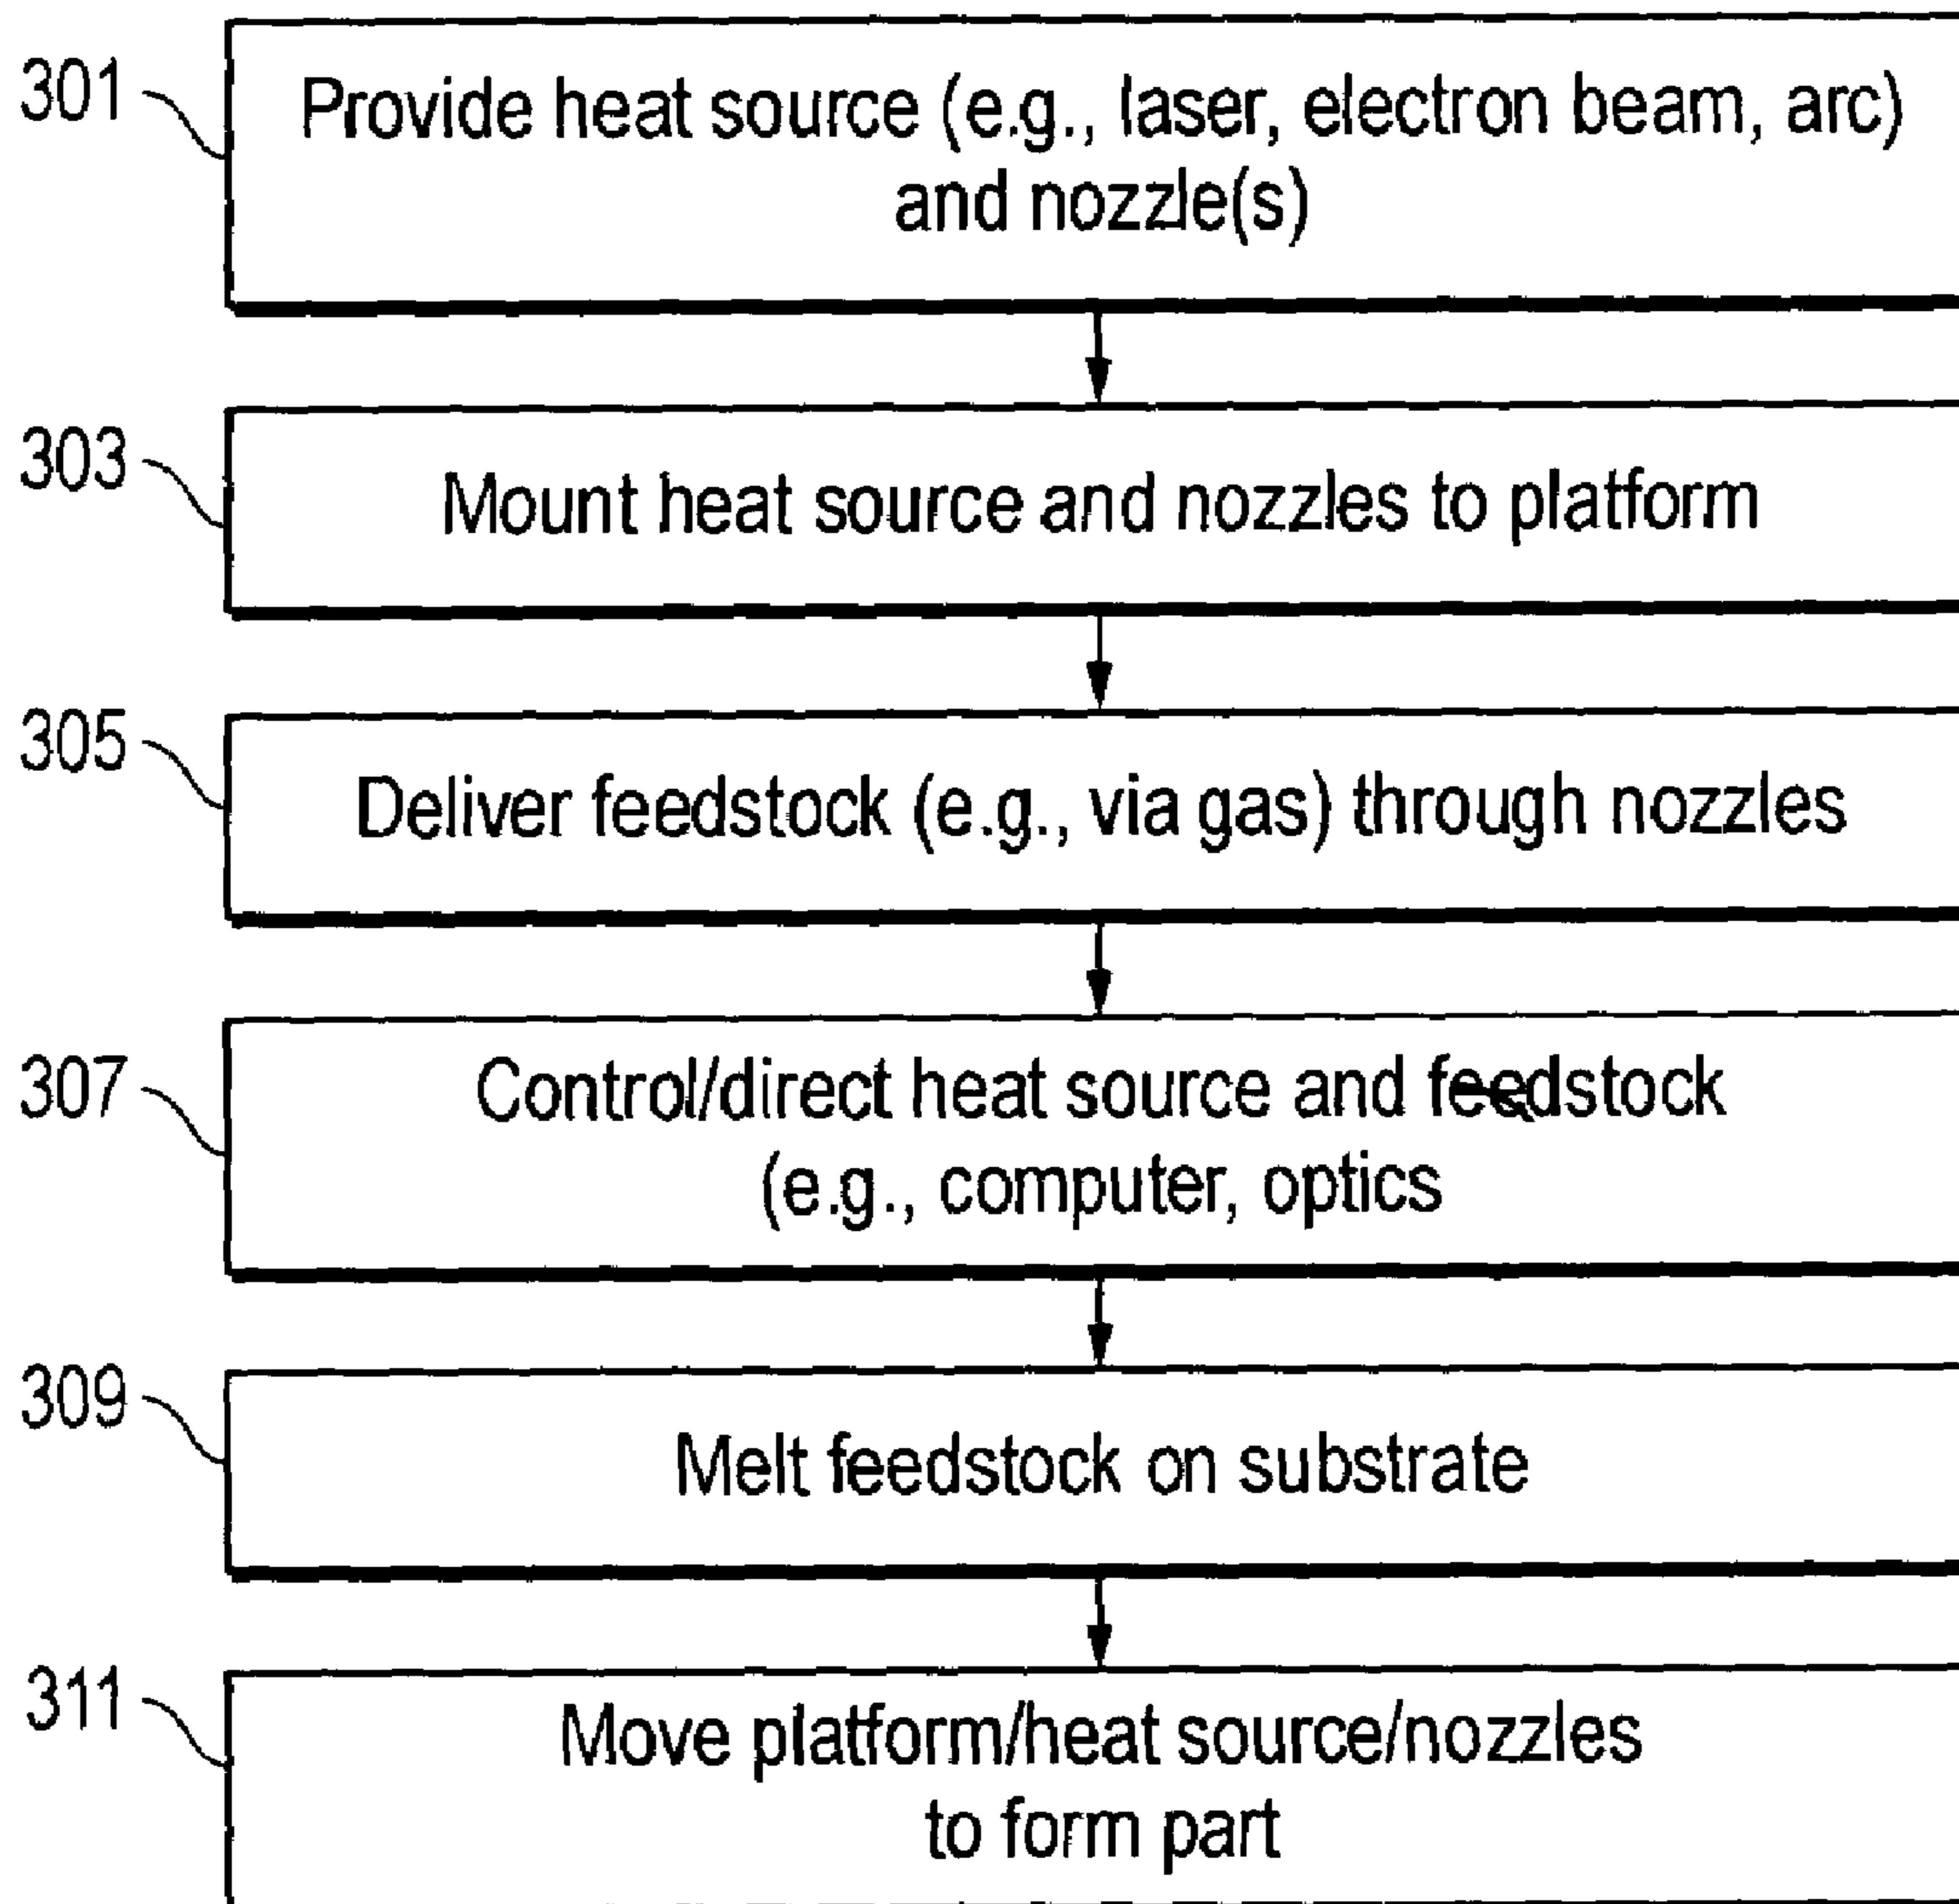 301
Provide heat source (e.g., laser, electron beam, arc)
and nozzle(s)
303
Mount heat source and nozzles to platform
305
Deliver feedstock (e.g., via gas) through nozzles
307
Control/direct heat source and feedstock
(e.g., computer, optics
309
Melt feedstock on substrate
311
Move platform/heat source/nozzles
to form part